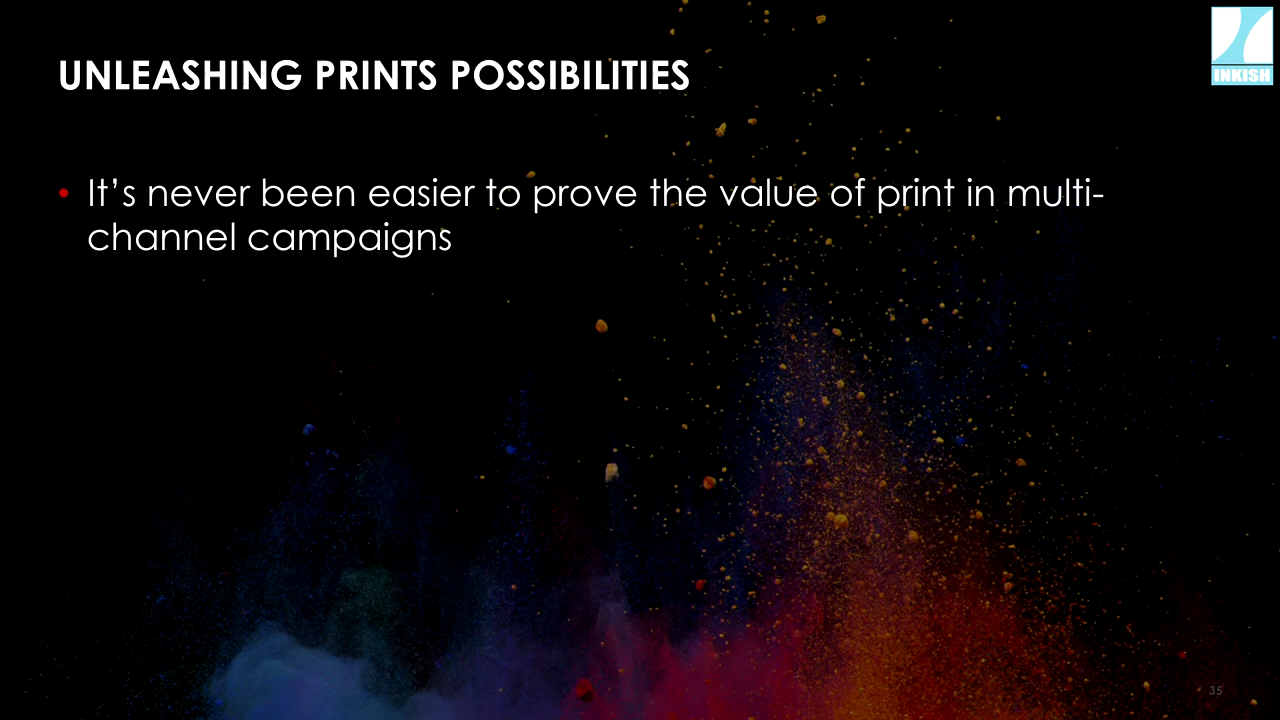 UNLEASHING PRINTS POSSIBILITIES
INKISH
• It’s never been easier to prove the value of print in multi-
channel campaigns
35